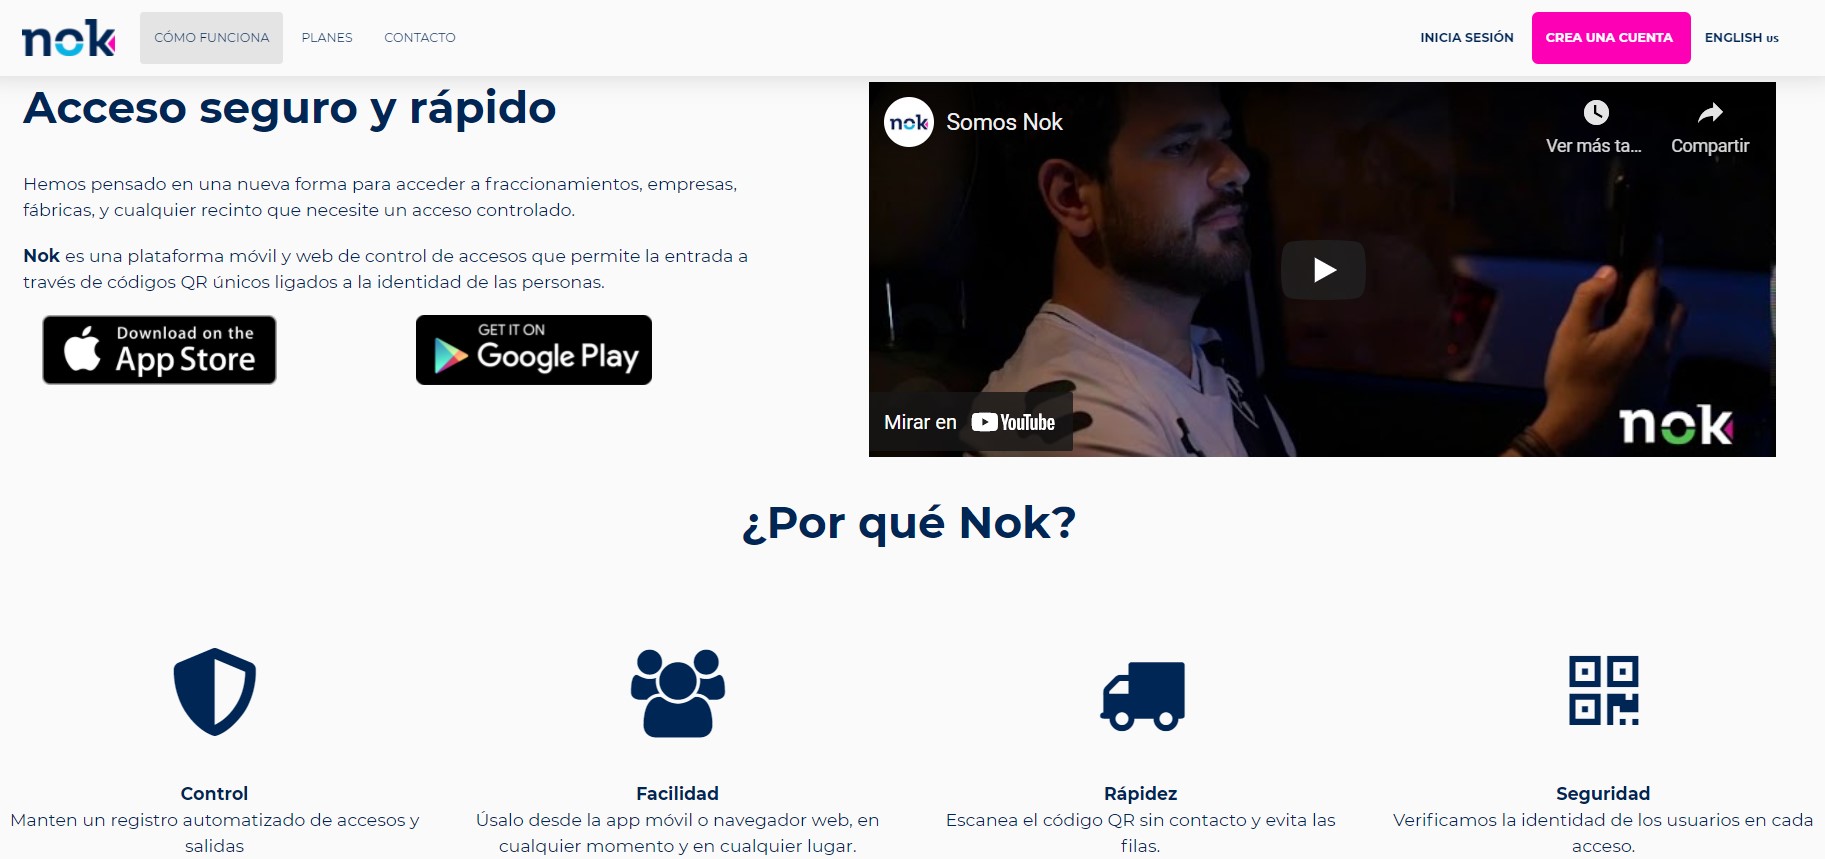 nok
CÓMO FUNCIONA
PLANES
CONTACTO
INICIA SESIÓN
CREA UNA CUENTA
ENGLISH us
Acceso seguro y rápido
Hemos pensado en una nueva forma para acceder a fraccionamientos, empresas,
fábricas, y cualquier recinto que necesite un acceso controlado.
Nok es una plataforma móvil y web de control de accesos que permite la entrada a
través de códigos QR únicos ligados a la identidad de las personas.
Download on the
App Store
GET IT ON
Google Play
nok
Somos Nok
Ver más ta...
Compartir
Mirar en YouTube
nok
¿Por qué Nok?
Control
Manten un registro automatizado de accesos y
salidas
Facilidad
Úsalo desde la app móvil o navegador web, en
cualquier momento y en cualquier lugar.
Rápidez
Escanea el código QR sin contacto y evita las
filas.
Seguridad
Verificamos la identidad de los usuarios en cada
acceso.